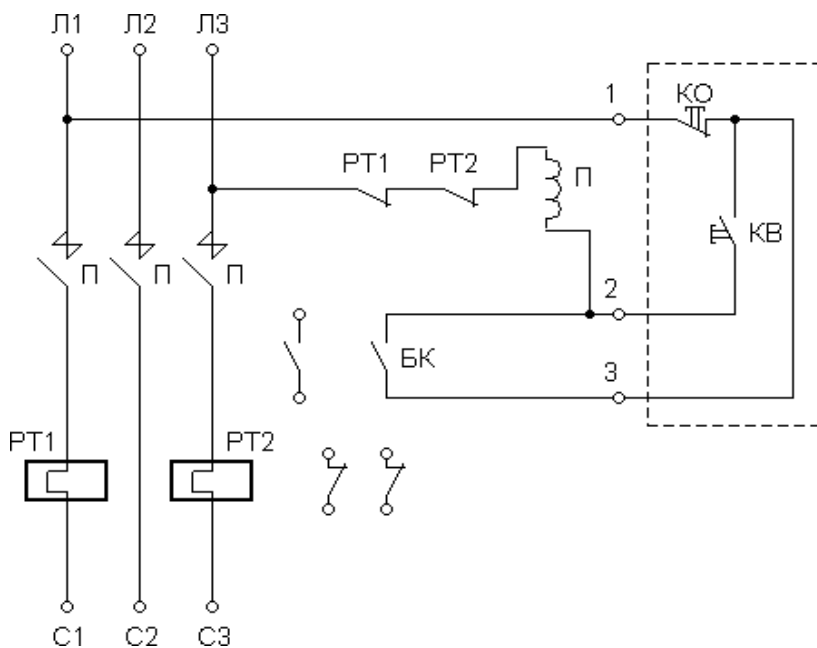 Л1 Л2 Л3
1 КО
РТ1 РТ2 П
КВ
П П П
2
БК
3
РТ1 РТ2
С1 С2 С3